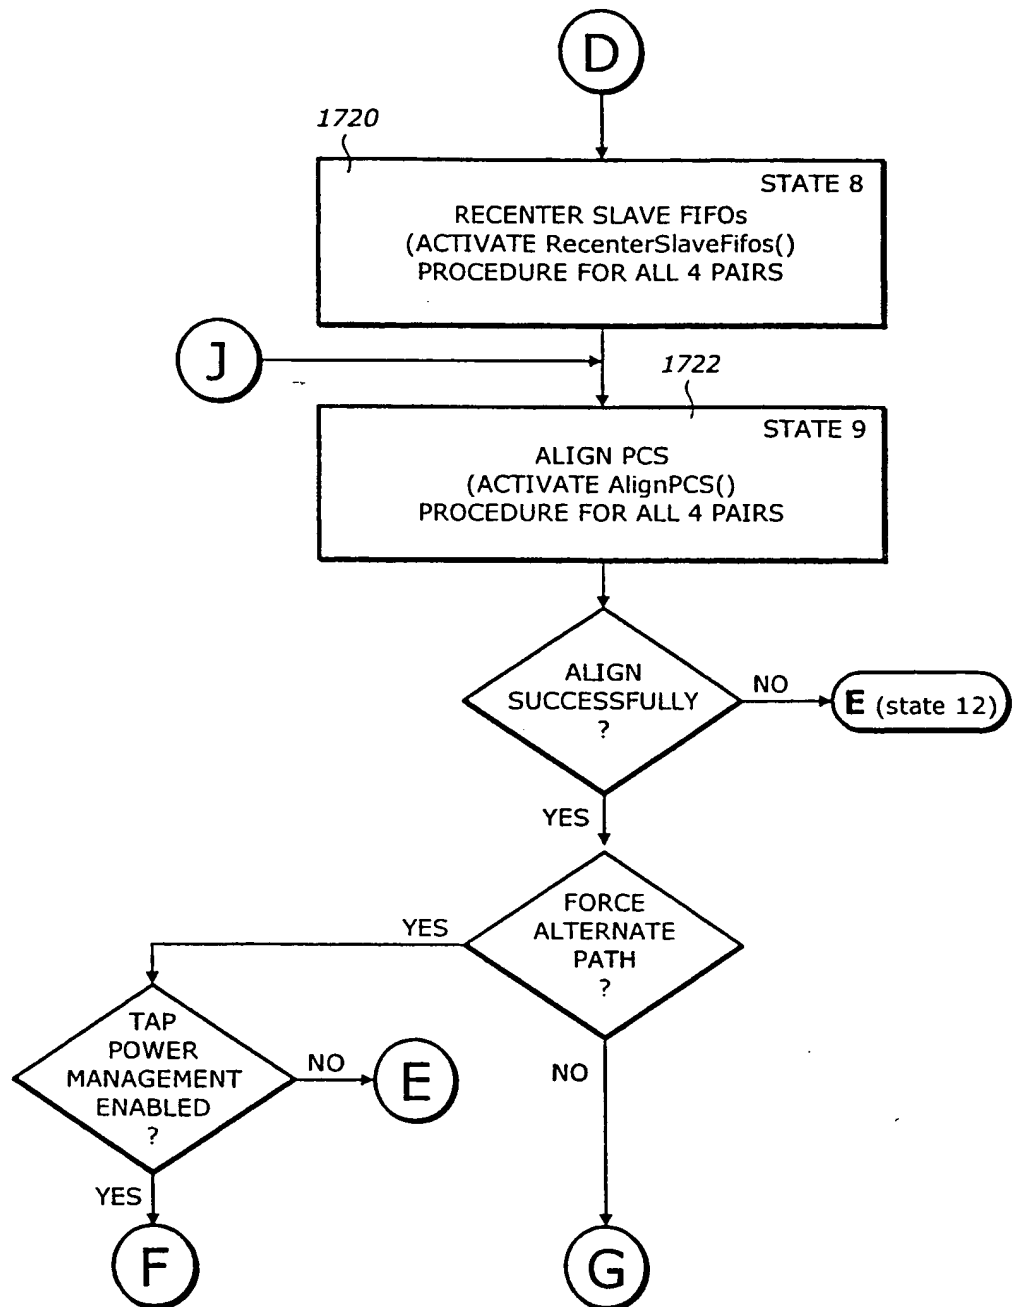 D
1720
STATE 8
RECENTER SLAVE FIFOs
(ACTIVATE RecenterSlaveFifos()
PROCEDURE FOR ALL 4 PAIRS
J
1722
STATE 9
ALIGN PCS
(ACTIVATE AlignPCS()
PROCEDURE FOR ALL 4 PAIRS
ALIGN
SUCCESSFULLY
?
NO
E (state 12)
YES
FORCE
ALTERNATE
PATH
?
YES
TAP
POWER
MANAGEMENT
ENABLED
?
NO
E
NO
YES
F
G